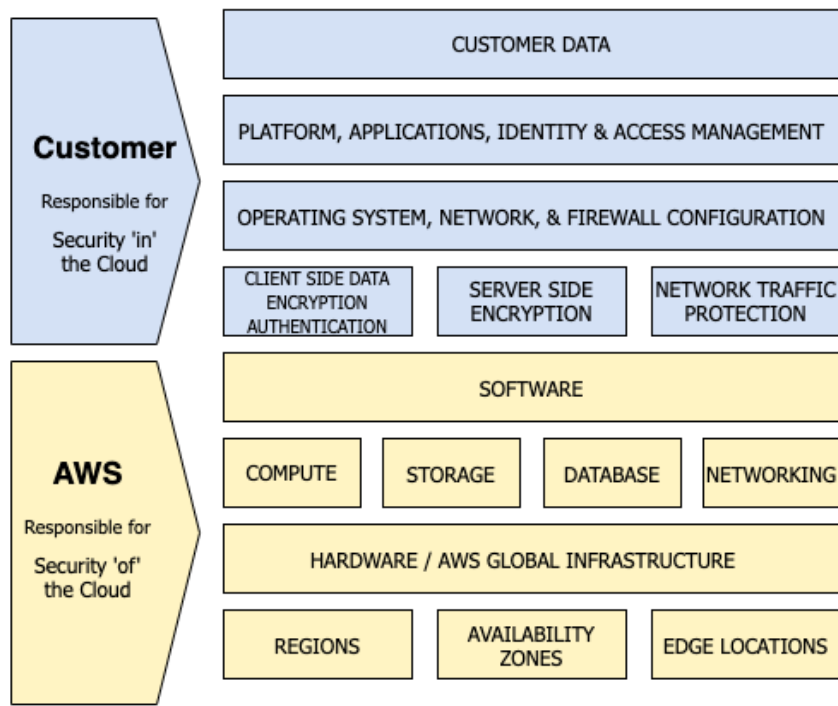 CUSTOMER DATA
Customer
Responsible for
Security 'in'
the Cloud
PLATFORM, APPLICATIONS, IDENTITY & ACCESS MANAGEMENT
OPERATING SYSTEM, NETWORK, & FIREWALL CONFIGURATION
CLIENT SIDE DATA
ENCRYPTION
AUTHENTICATION
SERVER SIDE
ENCRYPTION
NETWORK TRAFFIC
PROTECTION
AWS
Responsible for
Security 'of'
the Cloud
SOFTWARE
COMPUTE
STORAGE
DATABASE
NETWORKING
HARDWARE / AWS GLOBAL INFRASTRUCTURE
REGIONS
AVAILABILITY
ZONES
EDGE LOCATIONS